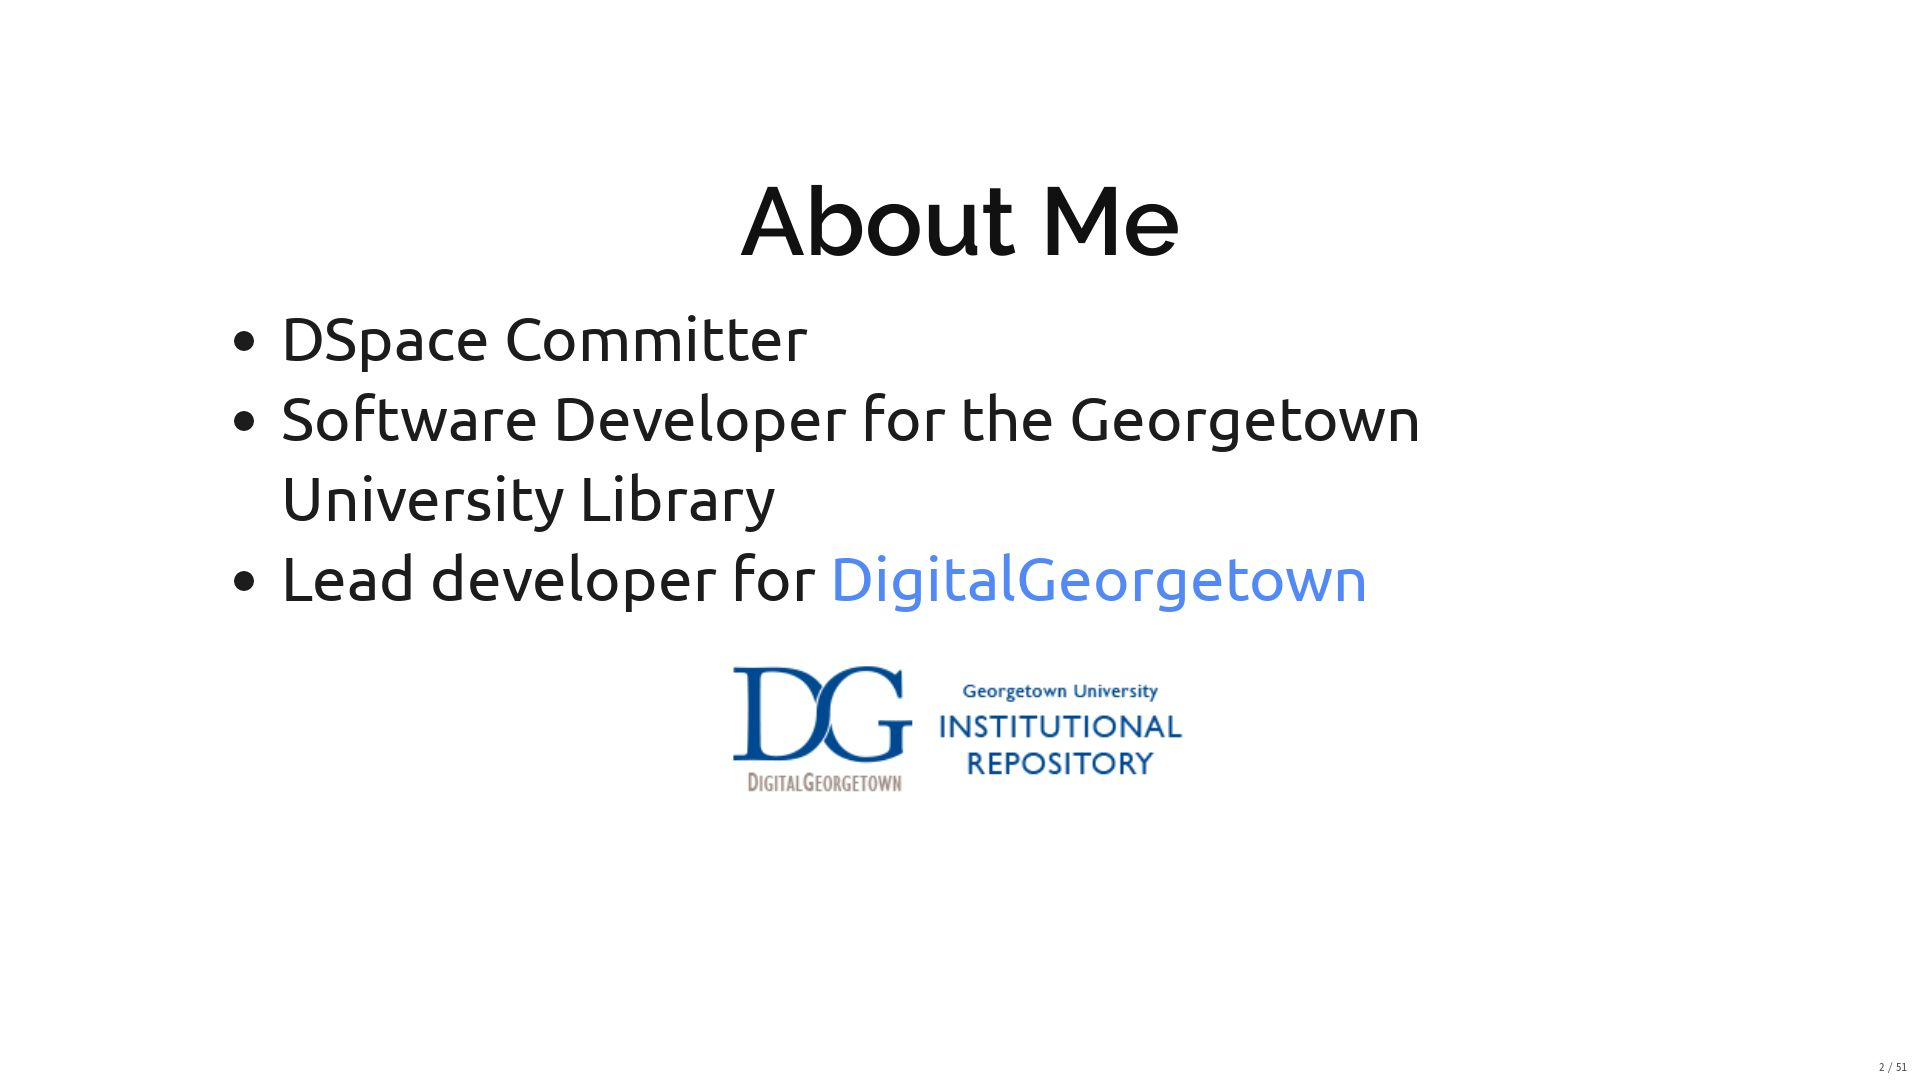 About Me
• DSpace Committer
• Software Developer for the Georgetown
University Library
• Lead developer for DigitalGeorgetown
DG
DIGITALGEORGETOWN
Georgetown University
INSTITUTIONAL
REPOSITORY
2 / 51